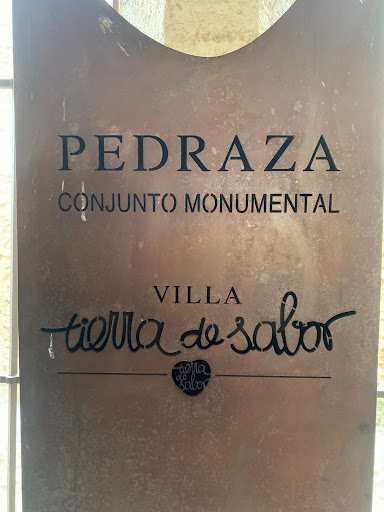 PEDRAZA
CONJUNTO MONUMENTAL
VILLA
tierra de sabor
tierra
de
sabor